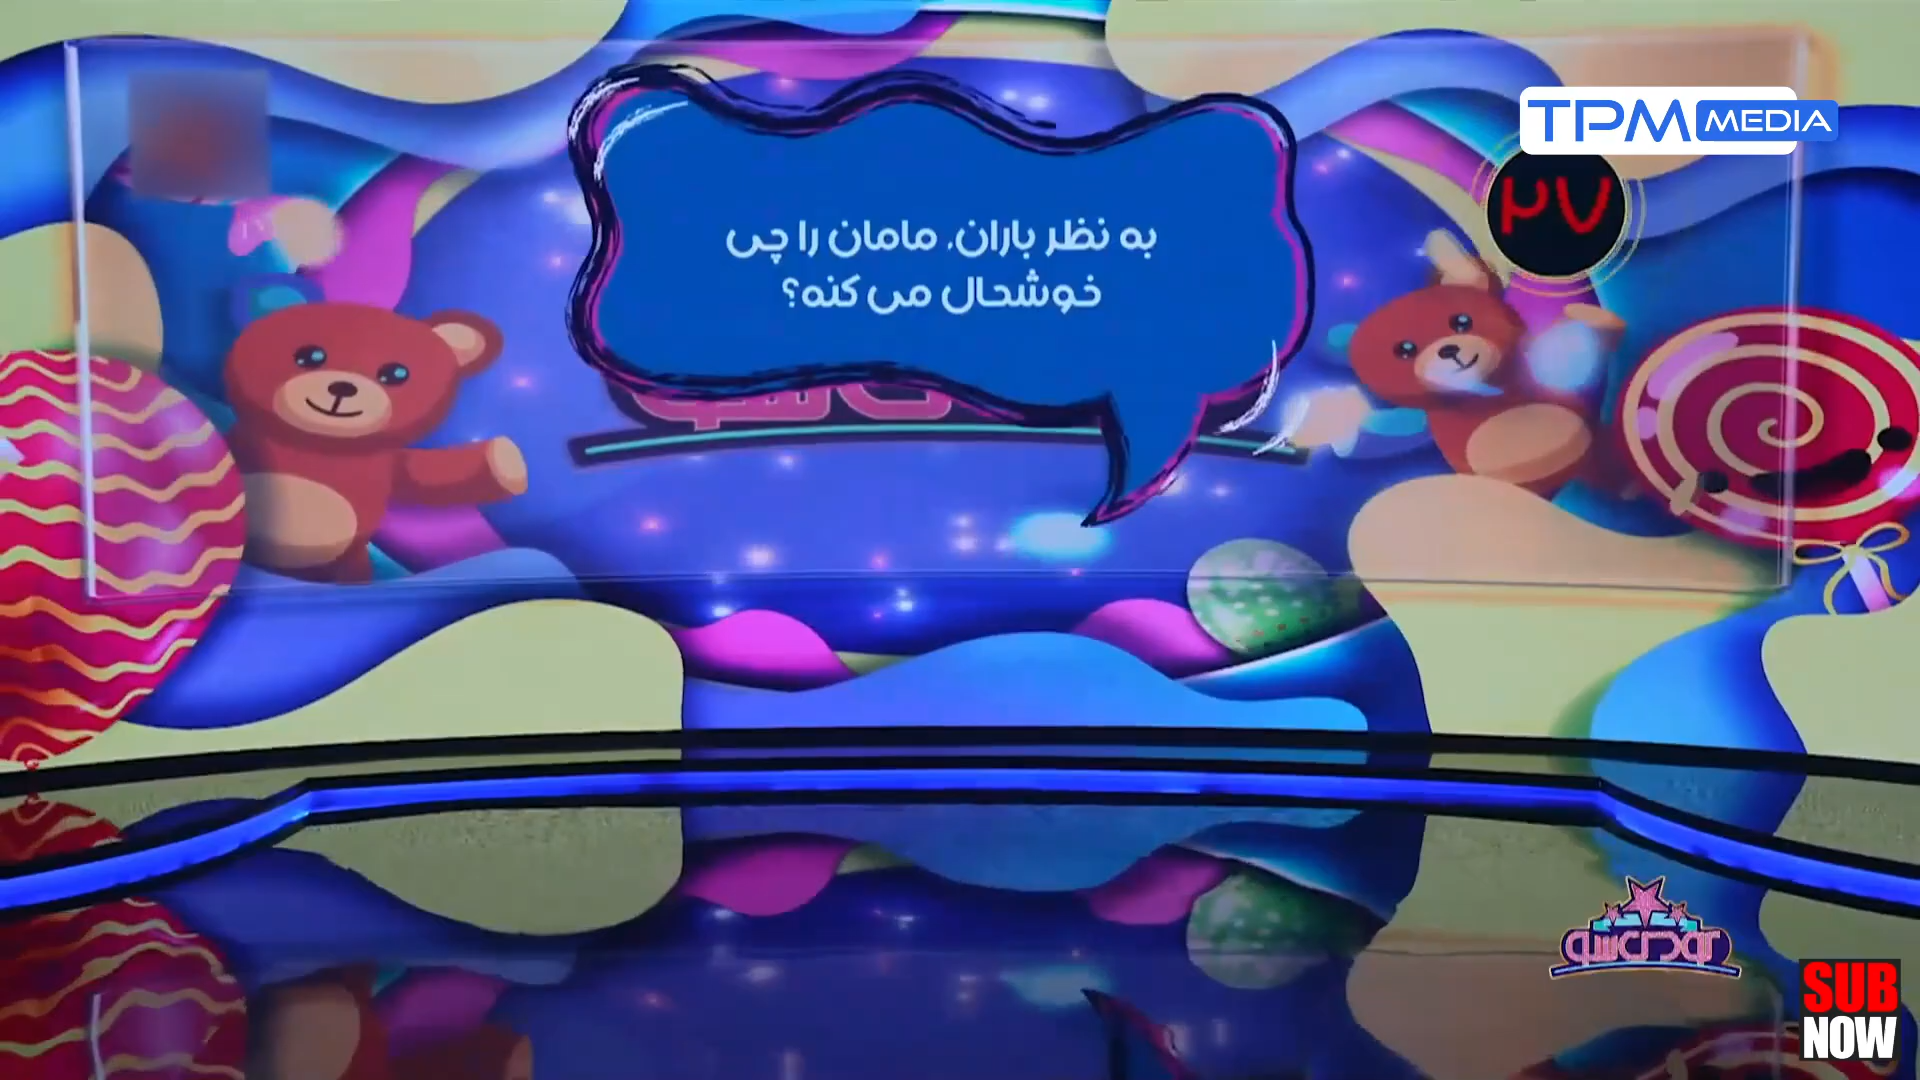 TPM MEDIA
۲۷
به نظر باران، مامان را چی
خوشحال می کنه؟
SUB
NOW